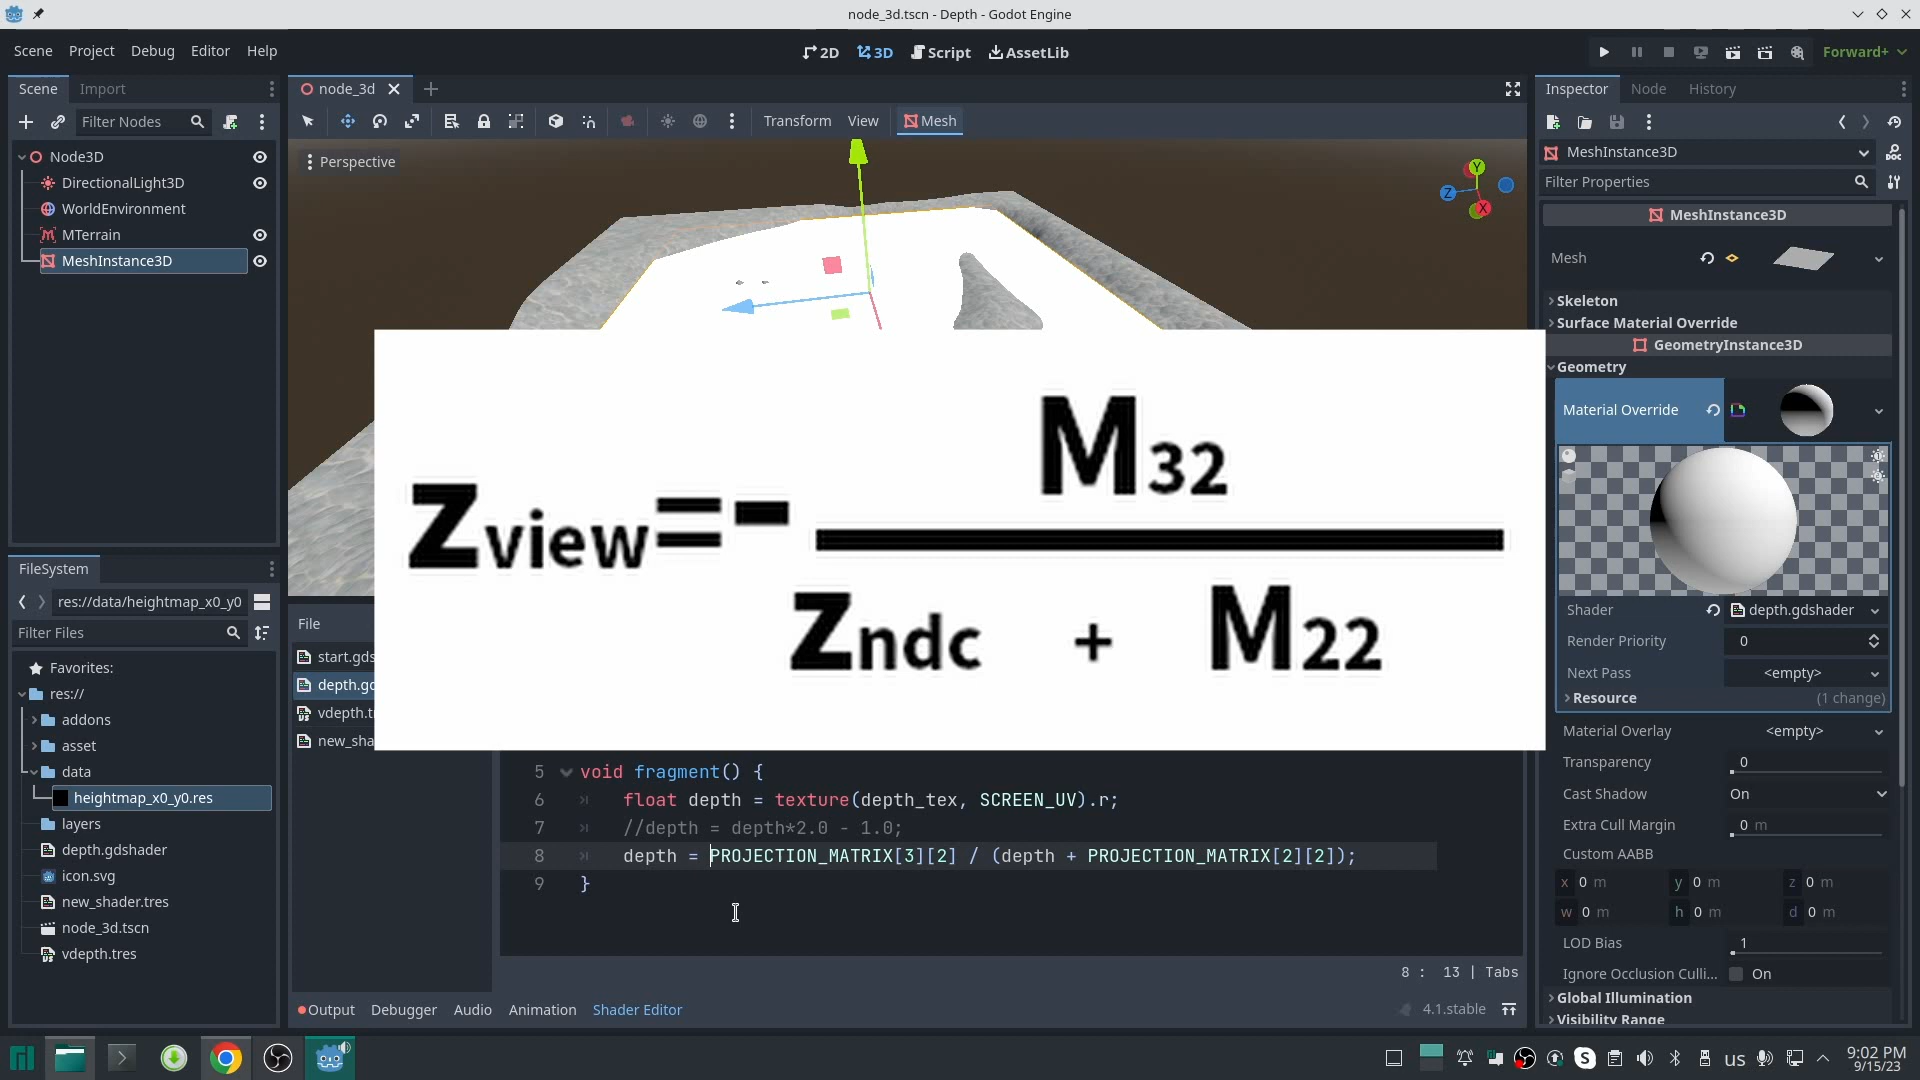 node_3d.tscn - Depth - Godot Engine
Scene Project Debug Editor Help
2D 3D Script AssetLib
Forward+
Scene Import
node_3d
Inspector Node History
Filter Nodes
Transform View Mesh
Node3D
DirectionalLight3D
WorldEnvironment
MTerrain
MeshInstance3D
Perspective
Y
Z
X
MeshInstance3D
Filter Properties
MeshInstance3D
Mesh
Skeleton
Surface Material Override
GeometryInstance3D
Geometry
Material Override
Shader depth.gdshader
Render Priority 0
Next Pass <empty>
Resource (1 change)
Material Overlay <empty>
Transparency 0
Cast Shadow On
Extra Cull Margin 0 m
Custom AABB
x 0 m y 0 m z 0 m
w 0 m h 0 m d 0 m
LOD Bias 1
Ignore Occlusion Culli... On
Global Illumination
Visibility Range
M32
Zview=-
Zndc + M22
FileSystem
res://data/heightmap_x0_y0
Filter Files
Favorites:
res://
addons
asset
data
heightmap_x0_y0.res
layers
depth.gdshader
icon.svg
new_shader.tres
node_3d.tscn
vdepth.tres
File
start.gds
depth.gd
vdepth.tr
new_sha
5 void fragment() {
6 float depth = texture(depth_tex, SCREEN_UV).r;
7 //depth = depth*2.0 - 1.0;
8 depth = PROJECTION_MATRIX[3][2] / (depth + PROJECTION_MATRIX[2][2]);
9 }
8 : 13 | Tabs
Output Debugger Audio Animation Shader Editor
4.1.stable
us
9:02 PM
9/15/23